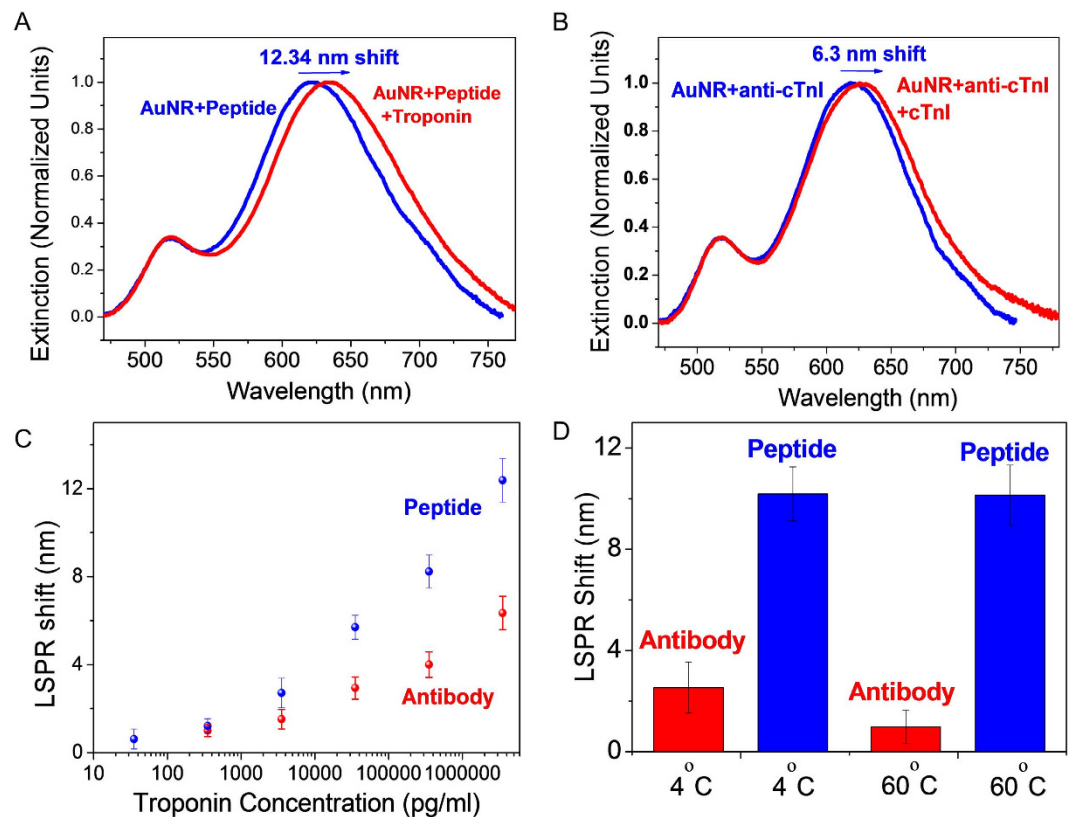 A
12.34 nm shift
AuNR+Peptide
AuNR+Peptide
+Troponin
Extinction (Normalized Units)
1.0
0.8
0.6
0.4
0.2
0.0
500 550 600 650 700 750
Wavelength (nm)
B
6.3 nm shift
AuNR+anti-cTnI
AuNR+anti-cTnI
+cTnI
Extinction (Normalized Units)
1.0
0.8
0.6
0.4
0.2
0.0
500 550 600 650 700 750
Wavelength (nm)
C
Peptide
Antibody
LSPR shift (nm)
12
8
4
0
10 100 1000 10000 100000 1000000
Troponin Concentration (pg/ml)
D
Peptide
Peptide
Antibody
Antibody
LSPR Shift (nm)
12
8
4
0
4 °C 4 °C 60 °C 60 °C